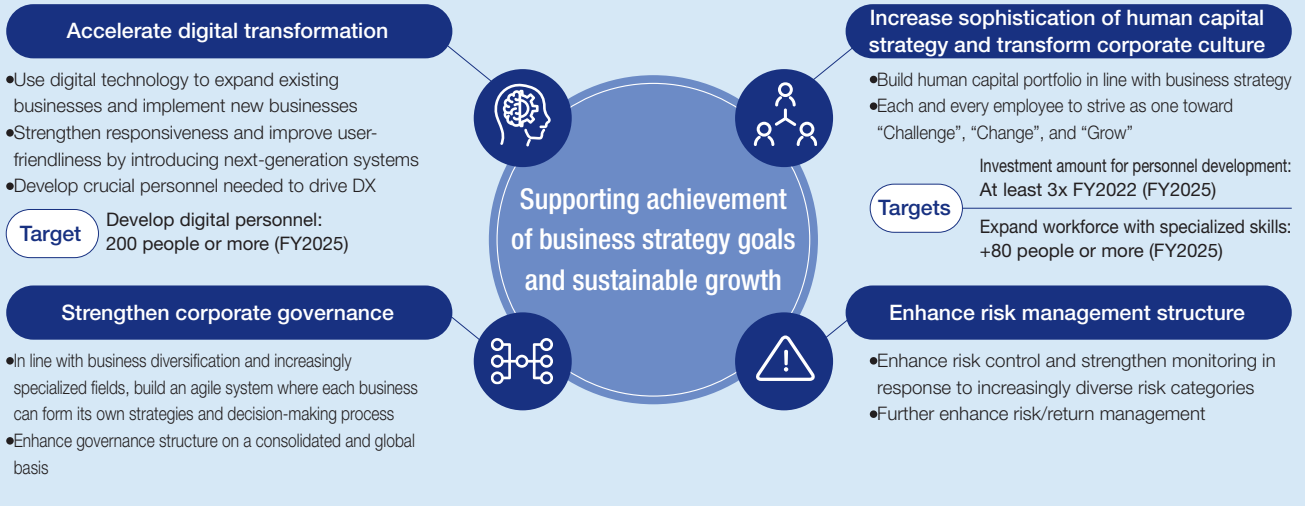 Accelerate digital transformation
•Use digital technology to expand existing
businesses and implement new businesses
•Strengthen responsiveness and improve user-
friendliness by introducing next-generation systems
•Develop crucial personnel needed to drive DX
Target
Develop digital personnel:
200 people or more (FY2025)
Increase sophistication of human capital
strategy and transform corporate culture
•Build human capital portfolio in line with business strategy
•Each and every employee to strive as one toward
“Challenge”, “Change”, and “Grow”
Targets
Investment amount for personnel development:
At least 3x FY2022 (FY2025)
Expand workforce with specialized skills:
+80 people or more (FY2025)
Supporting achievement
of business strategy goals
and sustainable growth
Strengthen corporate governance
•In line with business diversification and increasingly
specialized fields, build an agile system where each business
can form its own strategies and decision-making process
•Enhance governance structure on a consolidated and global
basis
Enhance risk management structure
•Enhance risk control and strengthen monitoring in
response to increasingly diverse risk categories
•Further enhance risk/return management